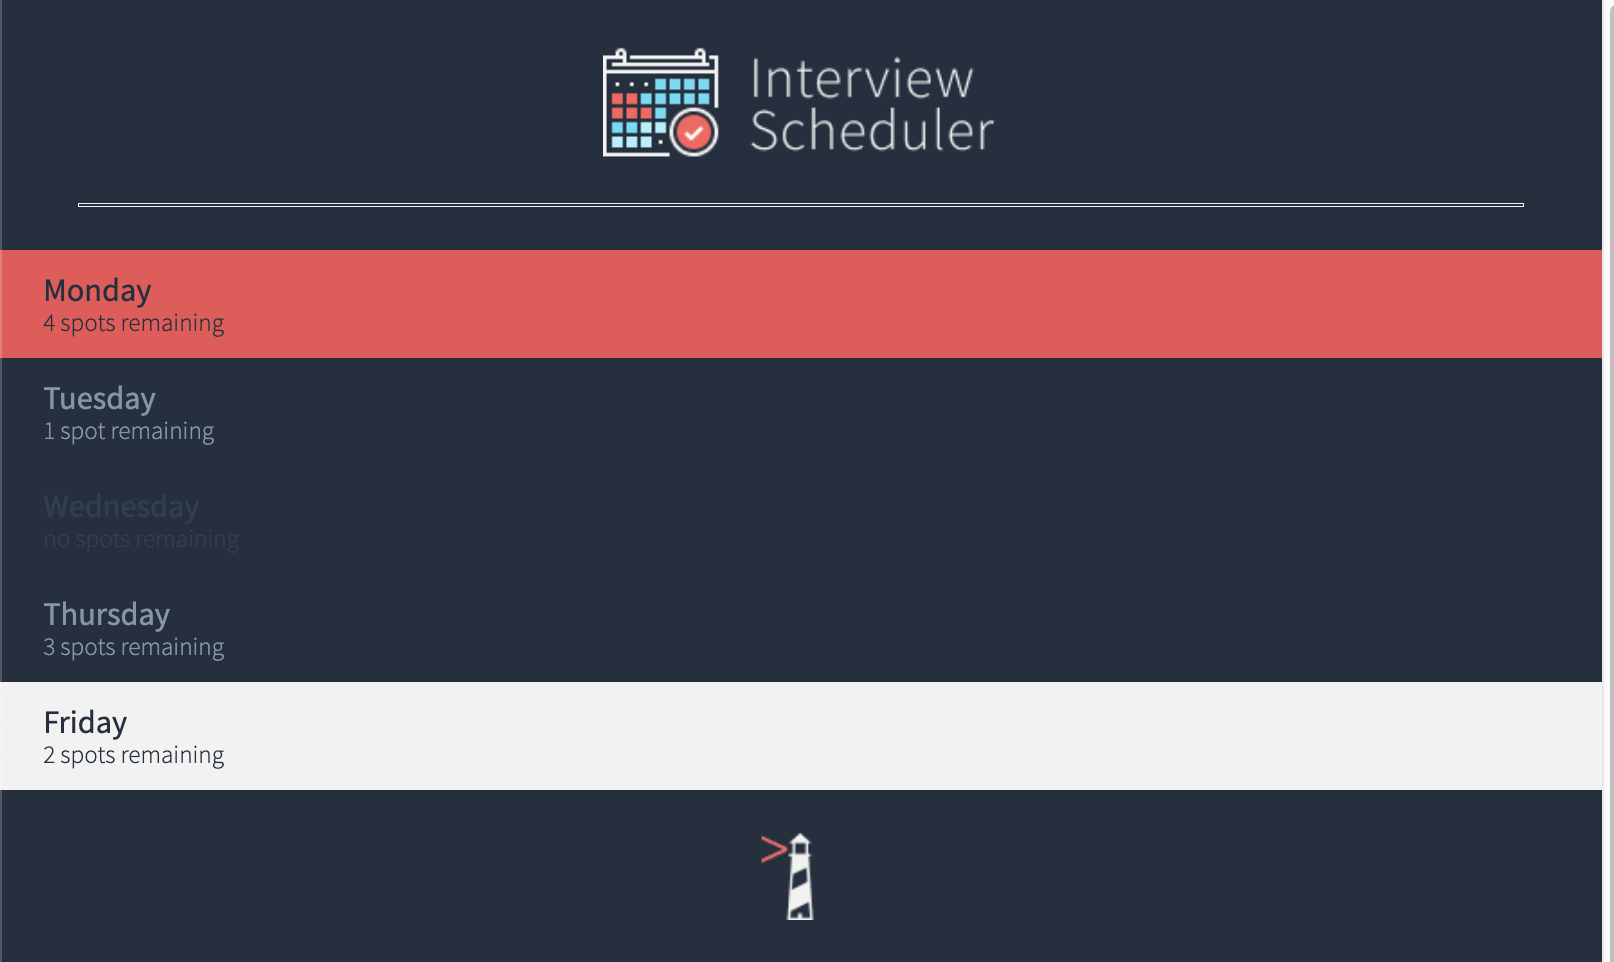 Interview
Scheduler
Monday
4 spots remaining
Tuesday
1 spot remaining
Wednesday
no spots remaining
Thursday
3 spots remaining
Friday
2 spots remaining